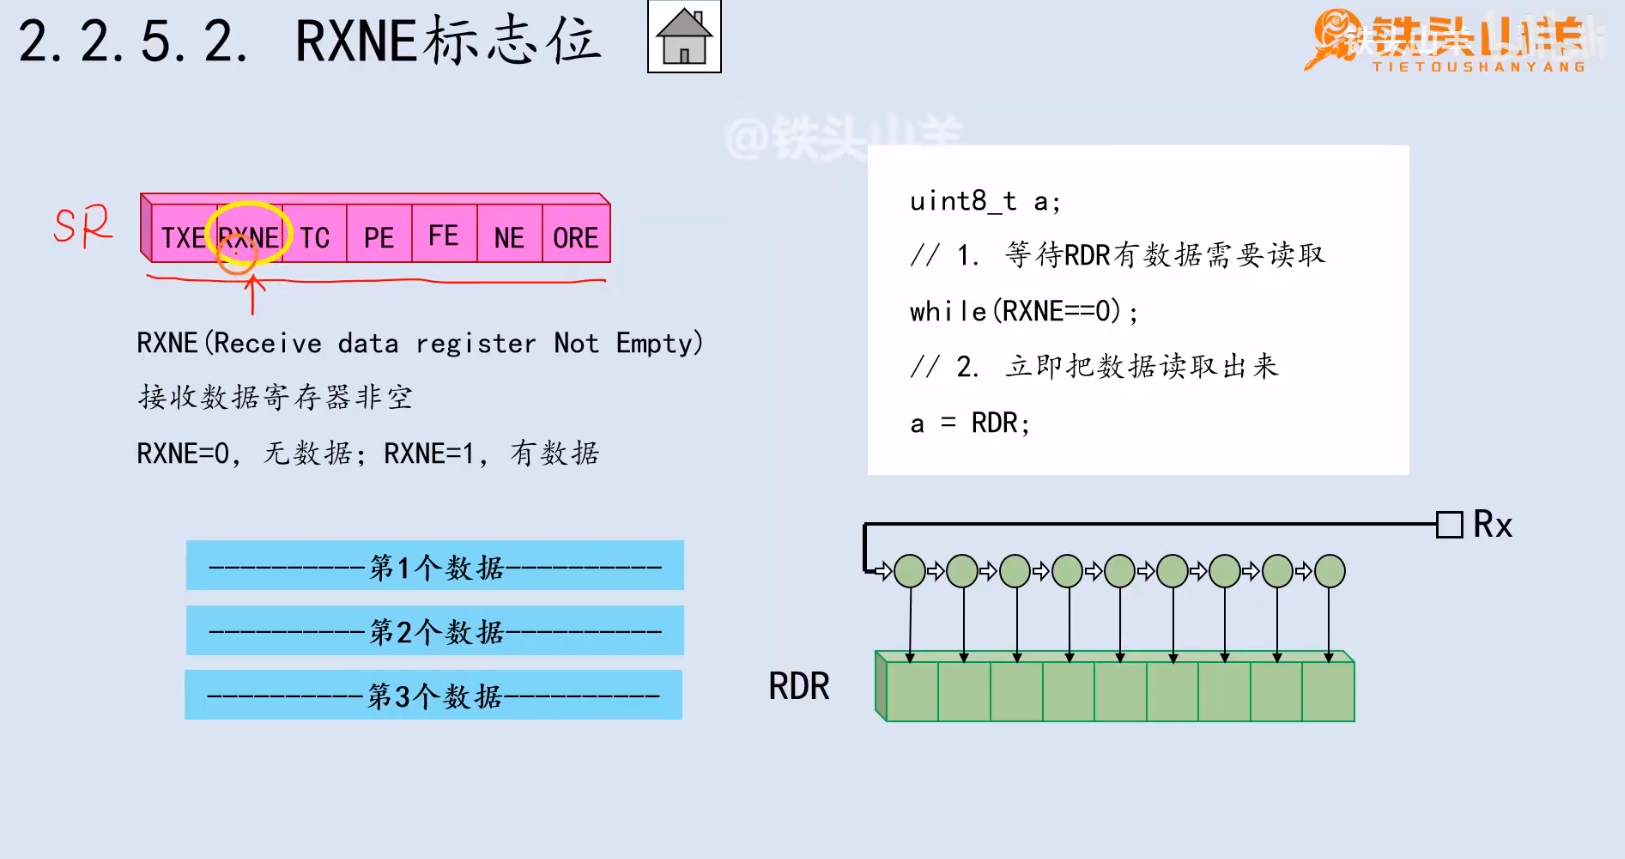 2.2.5.2. RXNE标志位
铁头山羊
TIETOUSHANYANG
@铁头山羊
SR
TXE RXNE TC PE FE NE ORE
RXNE(Receive data register Not Empty)
接收数据寄存器非空
RXNE=0, 无数据; RXNE=1, 有数据
uint8_t a;
// 1. 等待RDR有数据需要读取
while(RXNE==0);
// 2. 立即把数据读取出来
a = RDR;
----------第1个数据----------
----------第2个数据----------
----------第3个数据----------
Rx
RDR